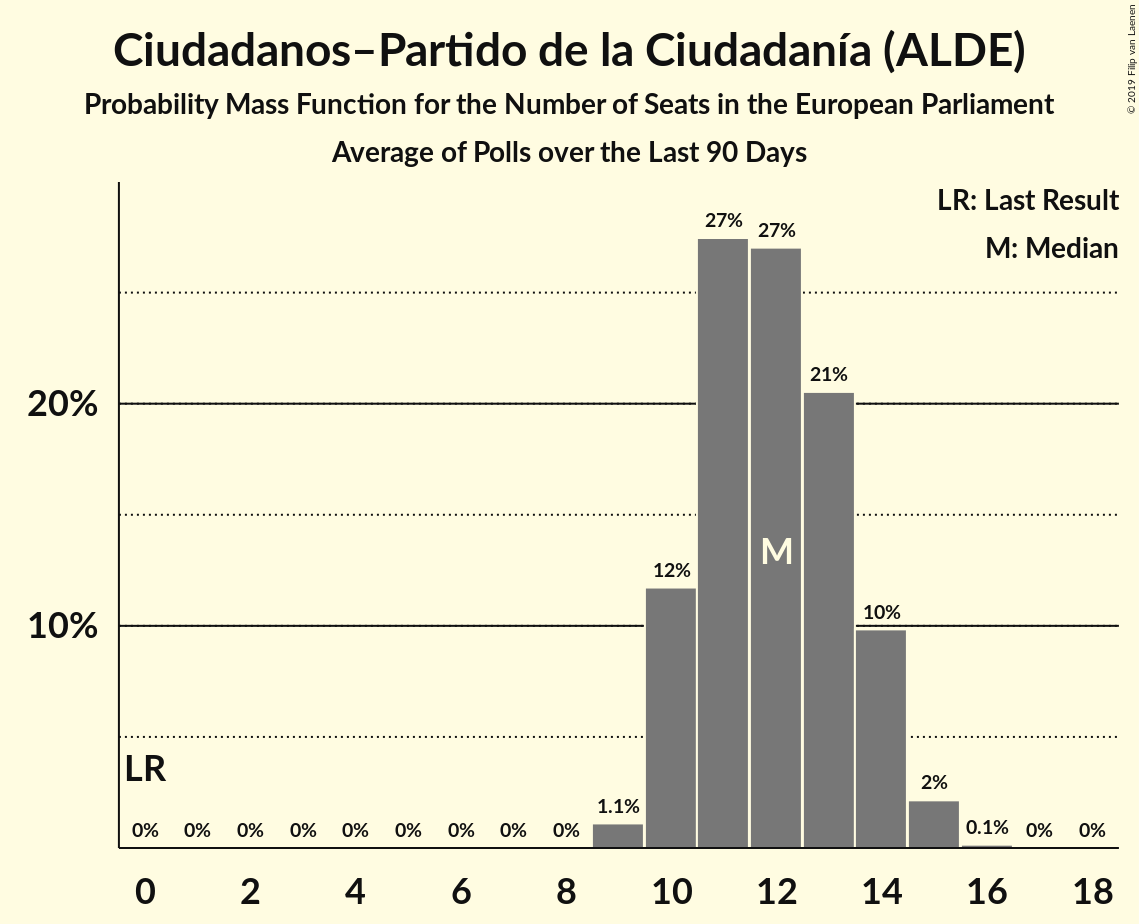 Ciudadanos–Partido de la Ciudadanía (ALDE)
Probability Mass Function for the Number of Seats in the European Parliament
Average of Polls over the Last 90 Days
© 2019 Filip van Laenen
LR: Last Result
M: Median
27%
27%
21%
20%
12%
M
10%
10%
LR
2%
1.1%
0% 0% 0% 0% 0% 0% 0% 0% 0% 0.1% 0% 0%
0 2 4 6 8 10 12 14 16 18